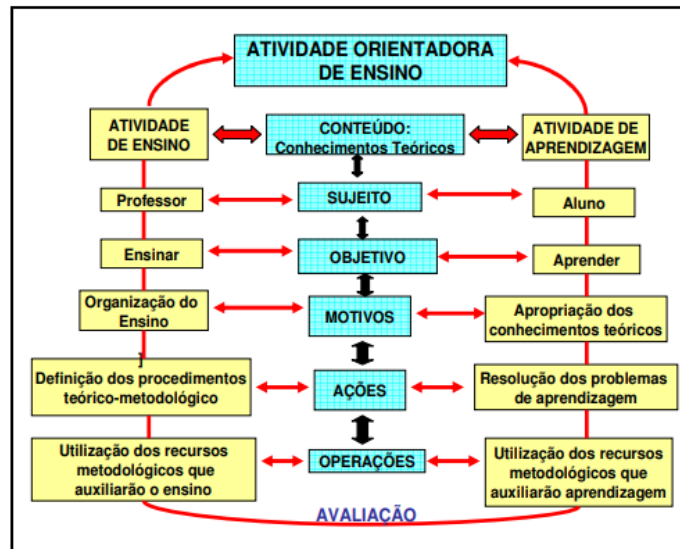 ATIVIDADE ORIENTADORA
DE ENSINO
ATIVIDADE
DE ENSINO
CONTEÚDO:
Conhecimentos Teóricos
ATIVIDADE DE
APRENDIZAGEM
Professor
SUJEITO
Aluno
Ensinar
OBJETIVO
Aprender
Organização do
Ensino
MOTIVOS
Apropriação dos
conhecimentos teóricos
Definição dos procedimentos
teórico-metodológico
AÇÕES
Resolução dos problemas
de aprendizagem
Utilização dos recursos
metodológicos que
auxiliarão o ensino
OPERAÇÕES
Utilização dos recursos
metodológicos que
auxiliarão aprendizagem
AVALIAÇÃO